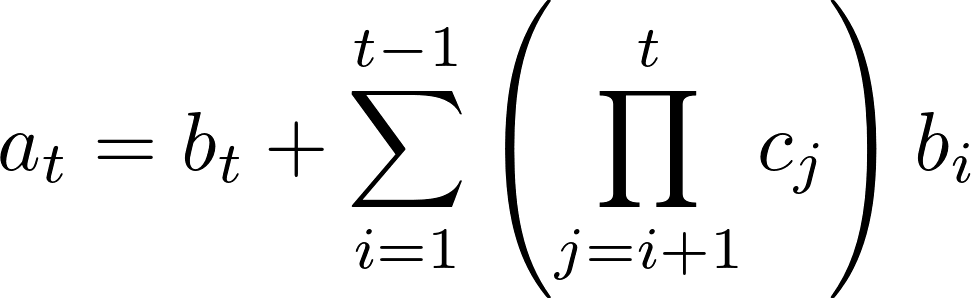 a_t = b_t + \sum_{i=1}^{t-1} \left( \prod_{j=i+1}^{t} c_j \right) b_i